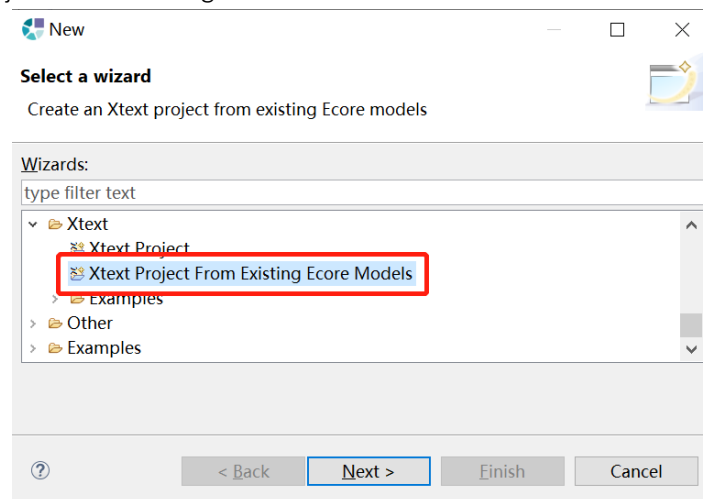 New
Select a wizard
Create an Xtext project from existing Ecore models
Wizards:
type filter text
Xtext
Xtext Project
Xtext Project From Existing Ecore Models
Examples
Other
Examples
< Back Next > Finish Cancel